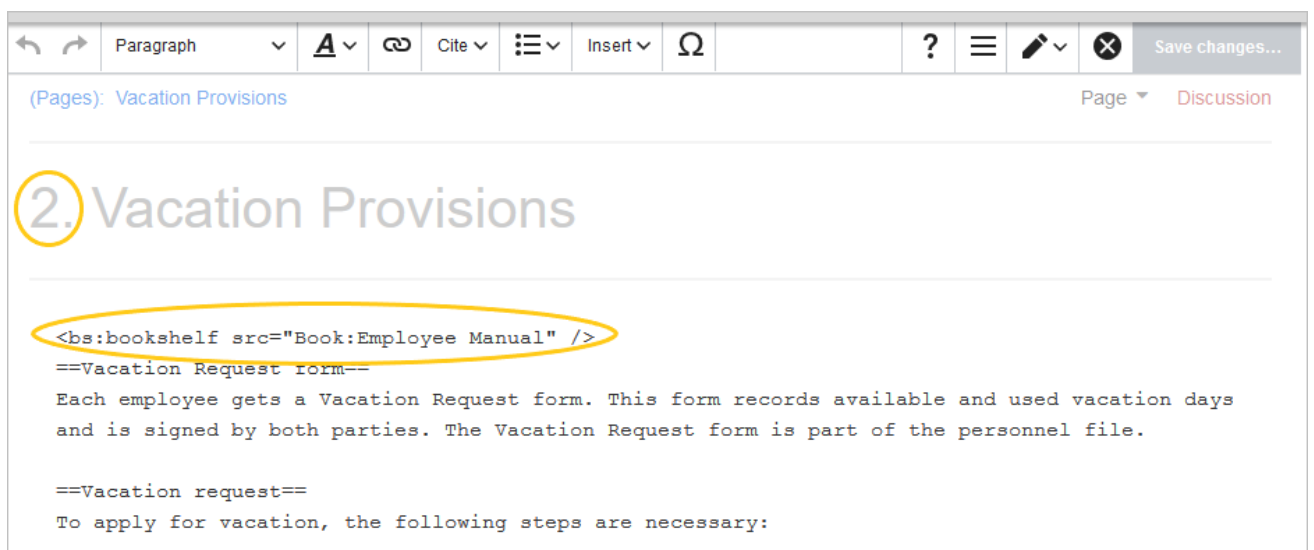 Paragraph A Cite Insert Ω ? Save changes...
(Pages): Vacation Provisions Page Discussion
2. Vacation Provisions
<bs:bookshelf src="Book:Employee Manual" />
==Vacation Request form==
Each employee gets a Vacation Request form. This form records available and used vacation days
and is signed by both parties. The Vacation Request form is part of the personnel file.
==Vacation request==
To apply for vacation, the following steps are necessary: